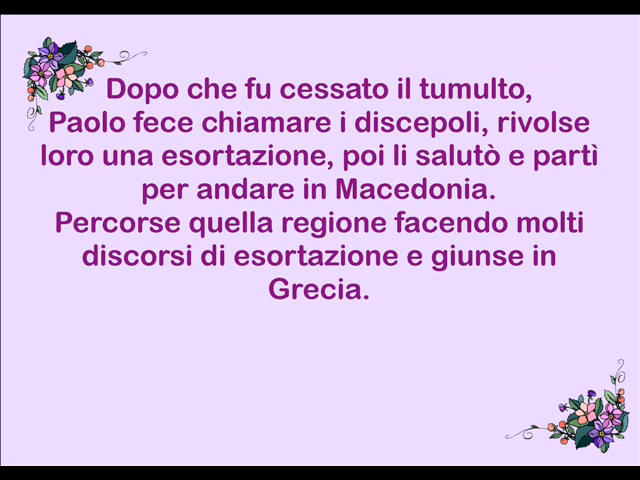 Dopo che fu cessato il tumulto,
Paolo fece chiamare i discepoli, rivolse
loro una esortazione, poi li salutò e partì
per andare in Macedonia.
Percorse quella regione facendo molti
discorsi di esortazione e giunse in
Grecia.